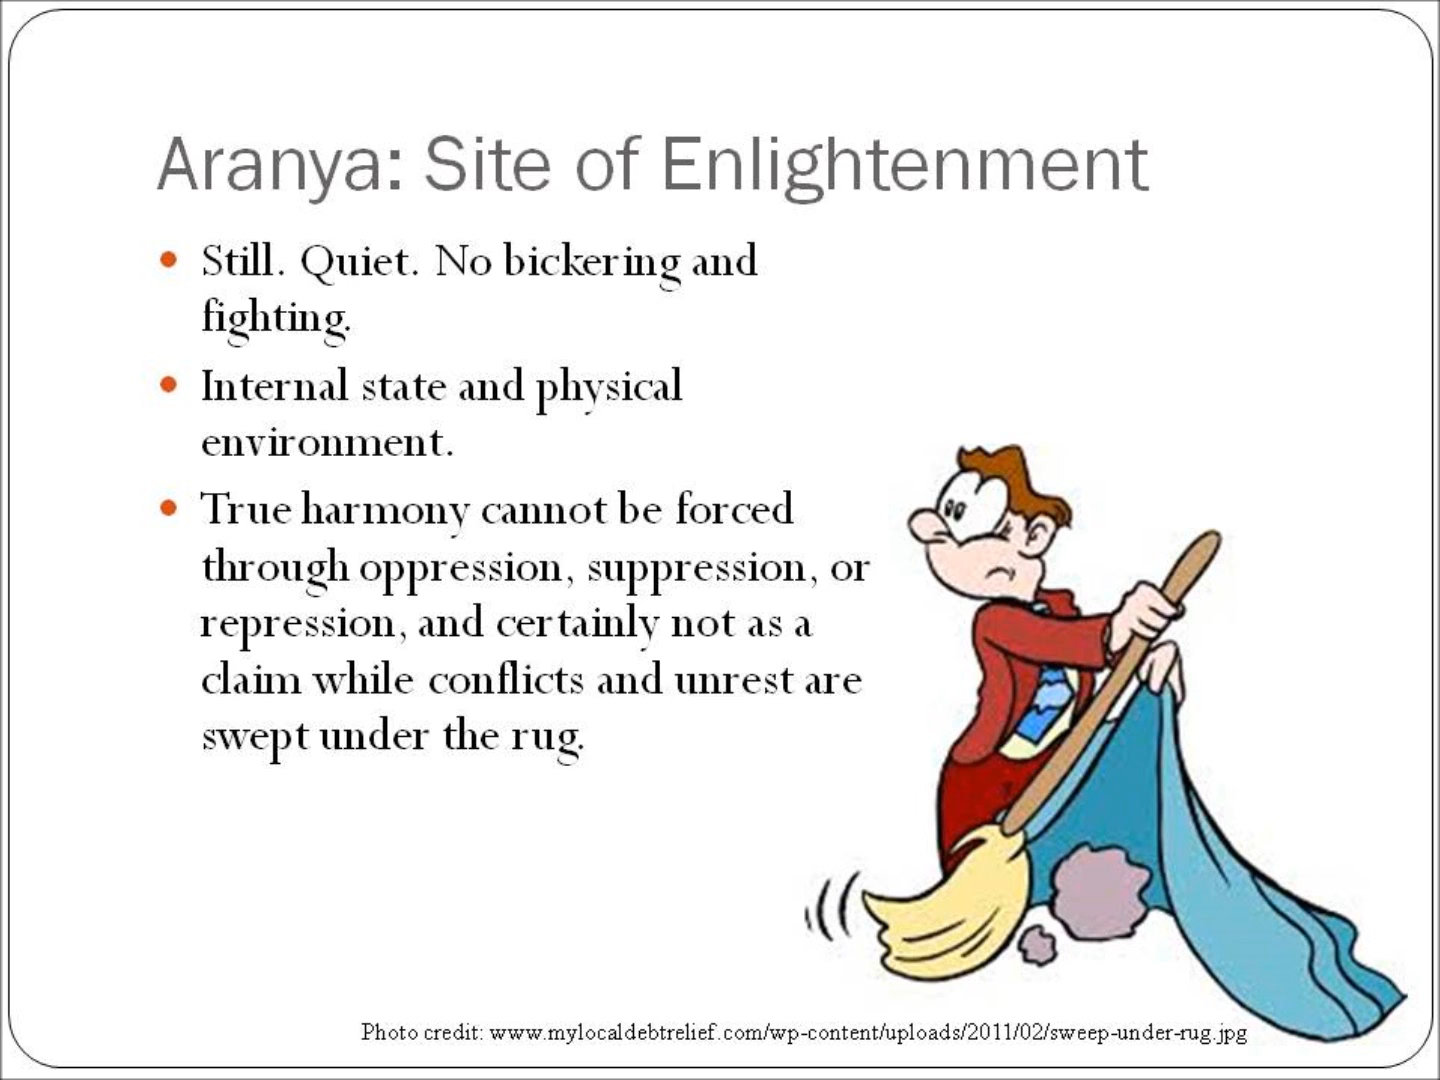 Aranya: Site of Enlightenment
Still. Quiet. No bickering and
fighting.
Internal state and physical
environment.
True harmony cannot be forced
through oppression, suppression, or
repression, and certainly not as a
claim while conflicts and unrest are
swept under the rug.
Photo credit: www.mylocaldebtrelief.com/wp-content/uploads/2011/02/sweep-under-rug.jpg